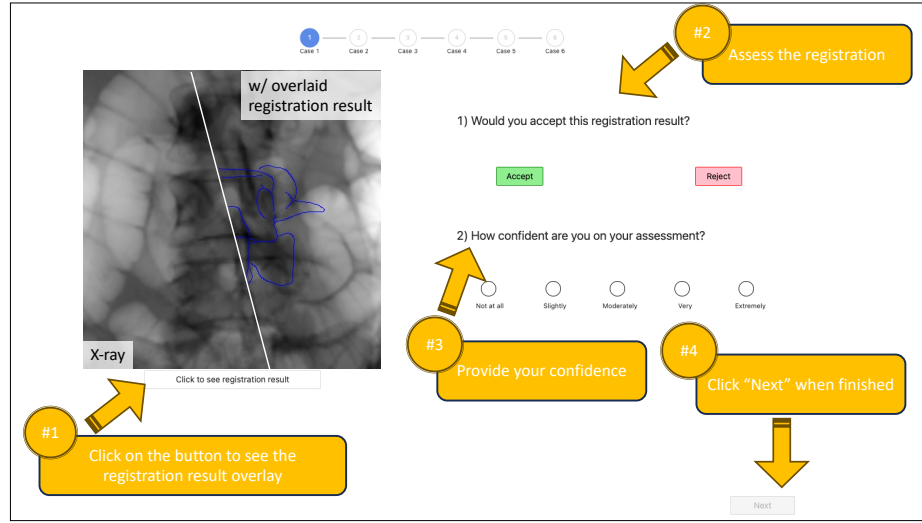 1
2
3
4
5
6
Case 1
Case 2
Case 3
Case 4
Case 5
Case 6
w/ overlaid
registration result
X-ray
Click to see registration result
#1
Click on the button to see the
registration result overlay
#2
Assess the registration
1) Would you accept this registration result?
Accept
Reject
2) How confident are you on your assessment?
Not at all
Slightly
Moderately
Very
Extremely
#3
Provide your confidence
#4
Click “Next” when finished
Next